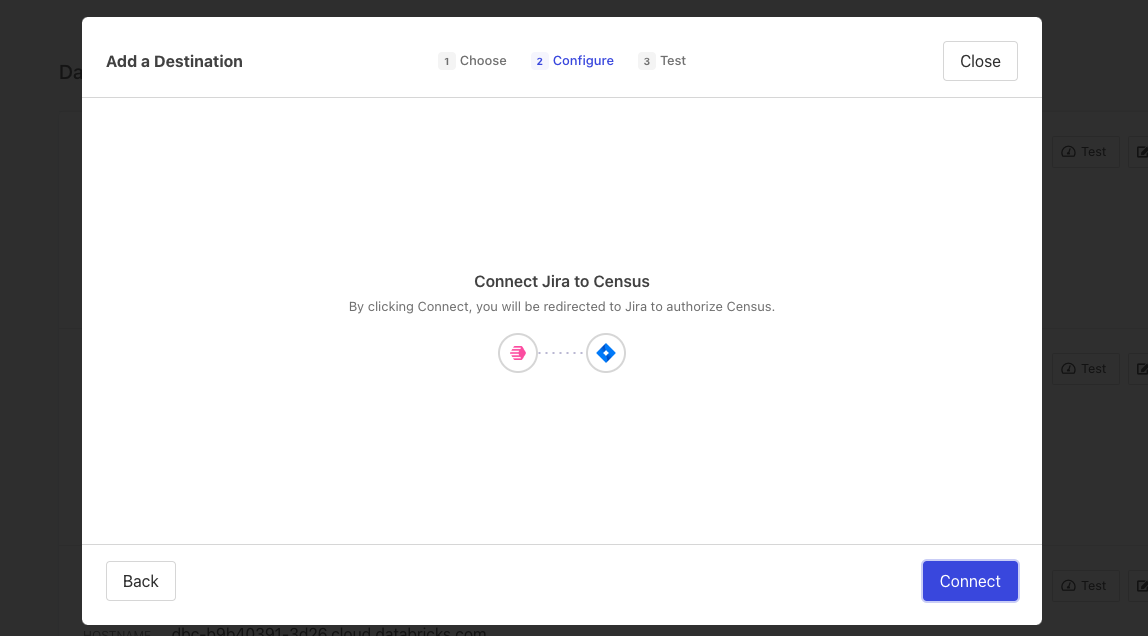 Add a Destination
1 Choose 2 Configure 3 Test
Close
Da
Test
Connect Jira to Census
By clicking Connect, you will be redirected to Jira to authorize Census.
Test
Back
Connect
Test
HOSTNAME dbc-b9b40391-3d26.cloud.databricks.com